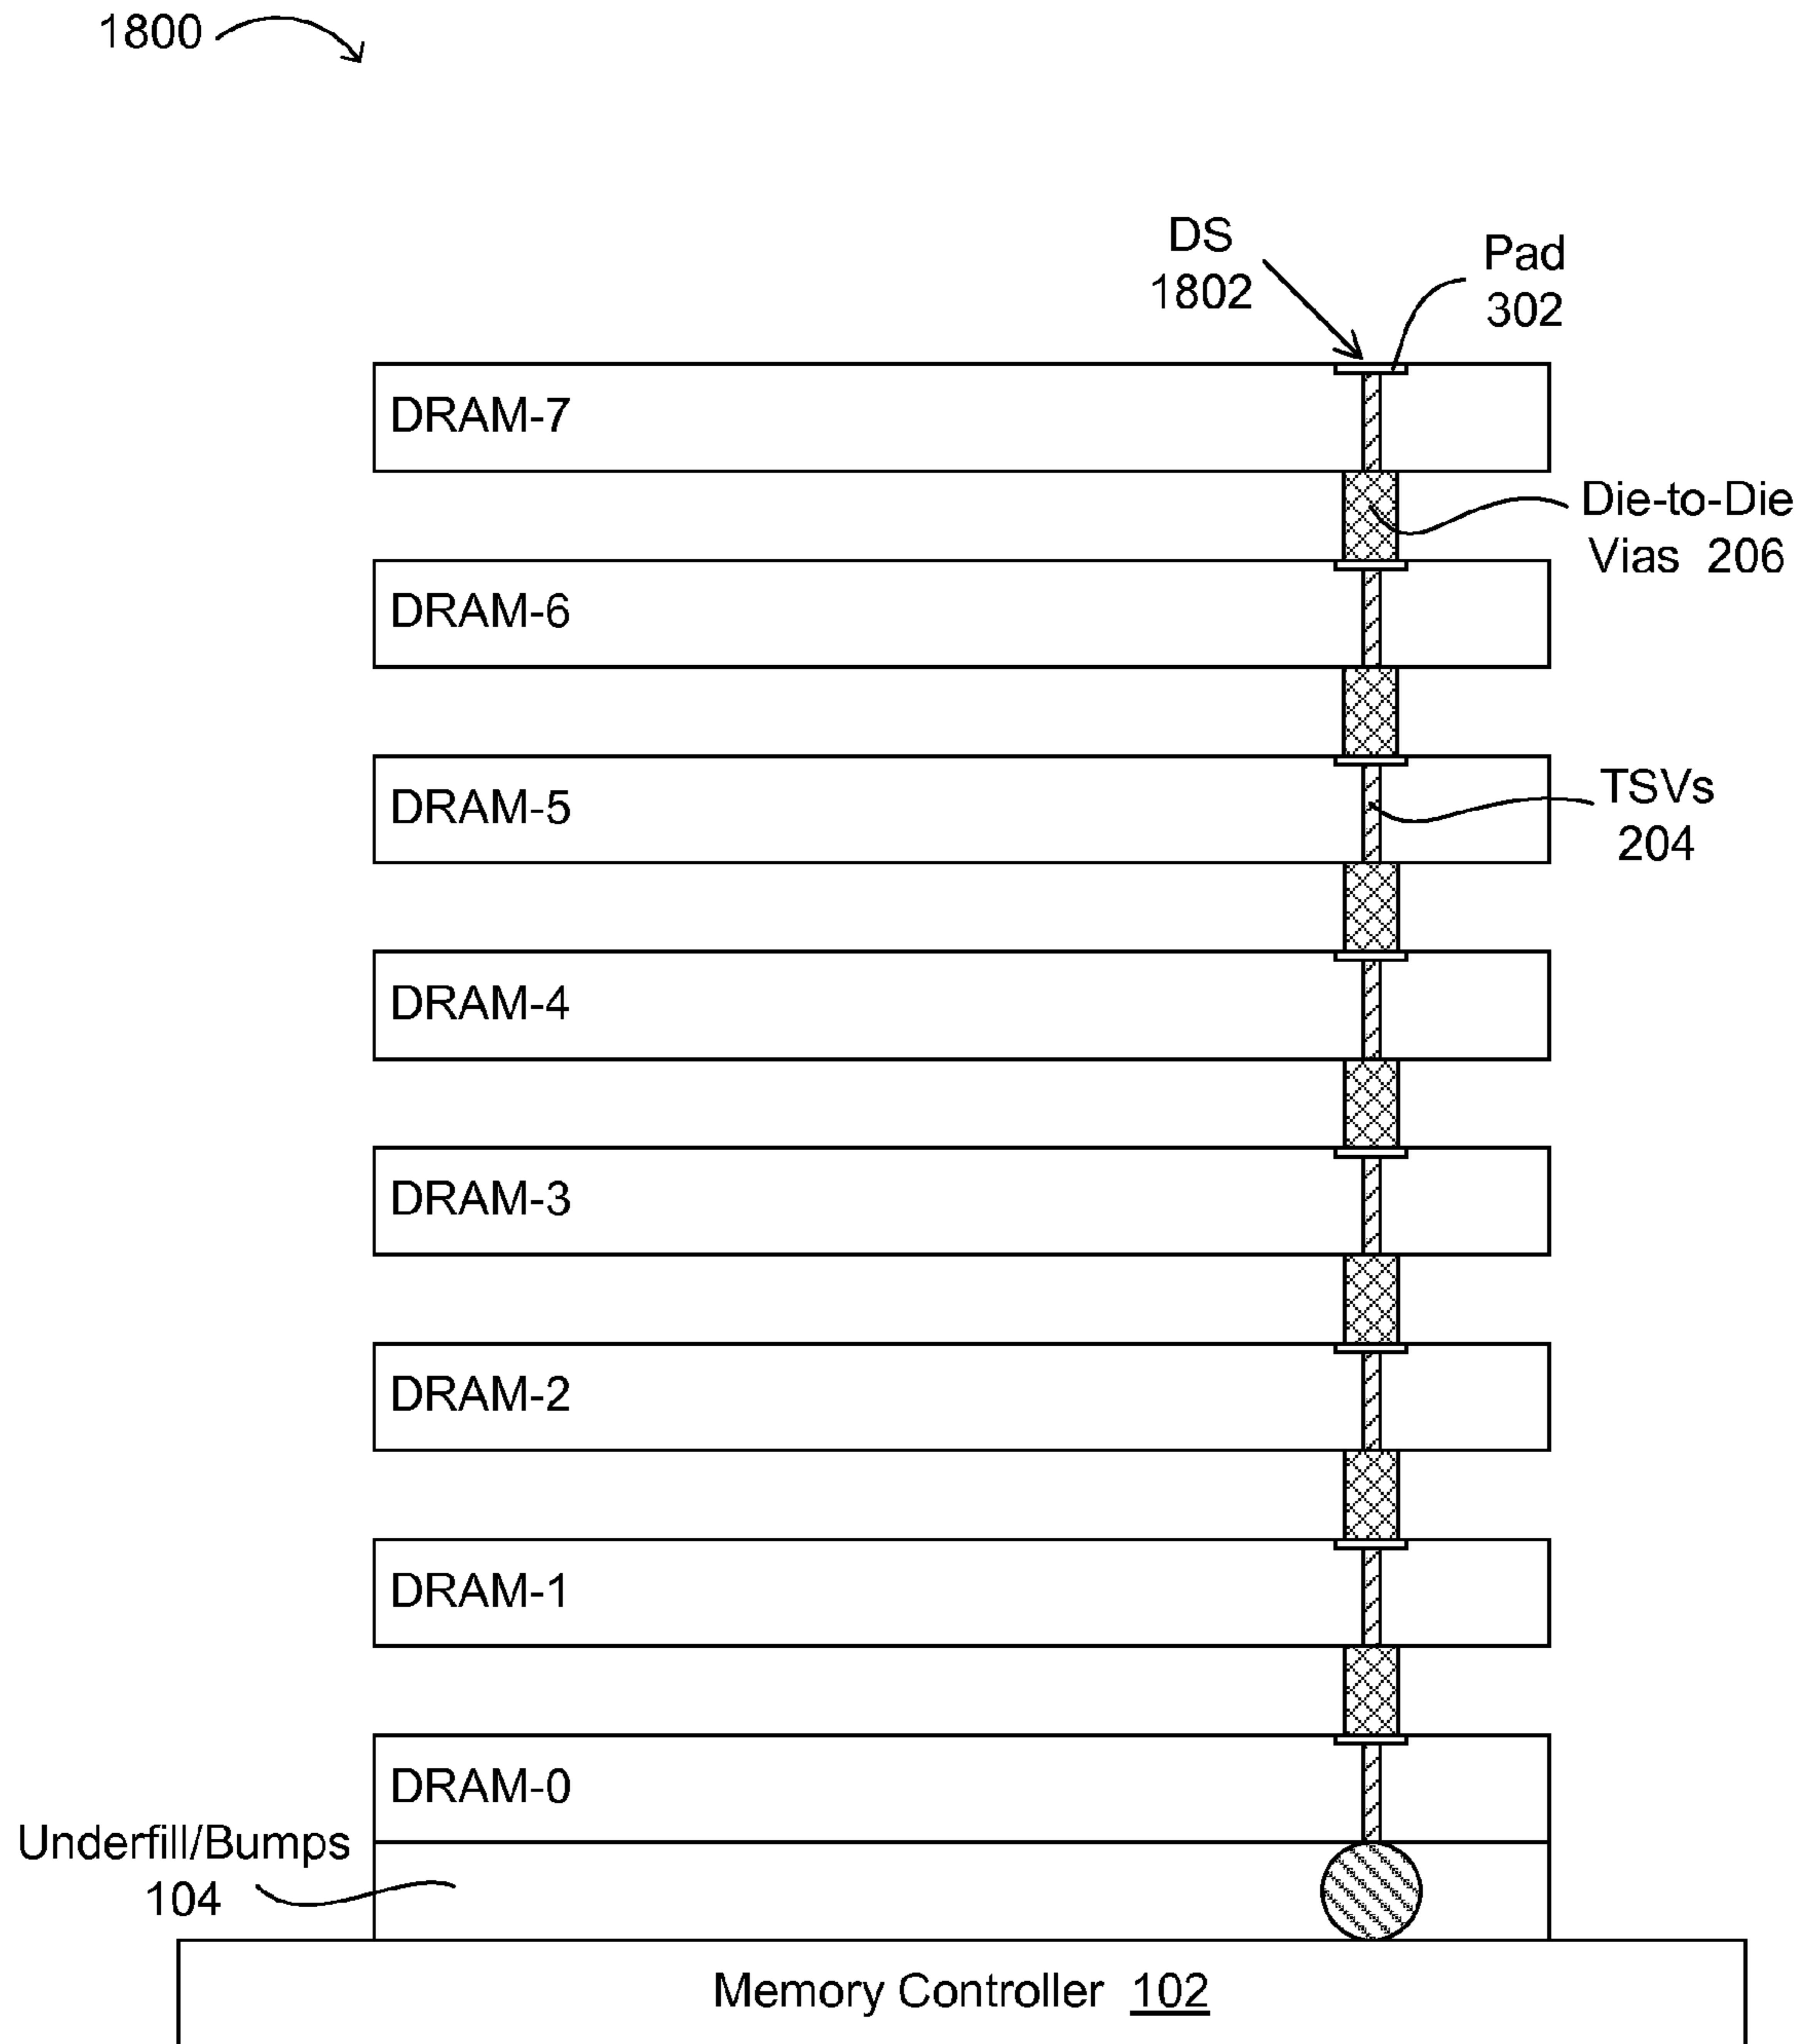 1800
DS
1802
Pad
302
DRAM-7
Die-to-Die
Vias 206
DRAM-6
DRAM-5
TSVs
204
DRAM-4
DRAM-3
DRAM-2
DRAM-1
DRAM-0
Underfill/Bumps
104
Memory Controller 102